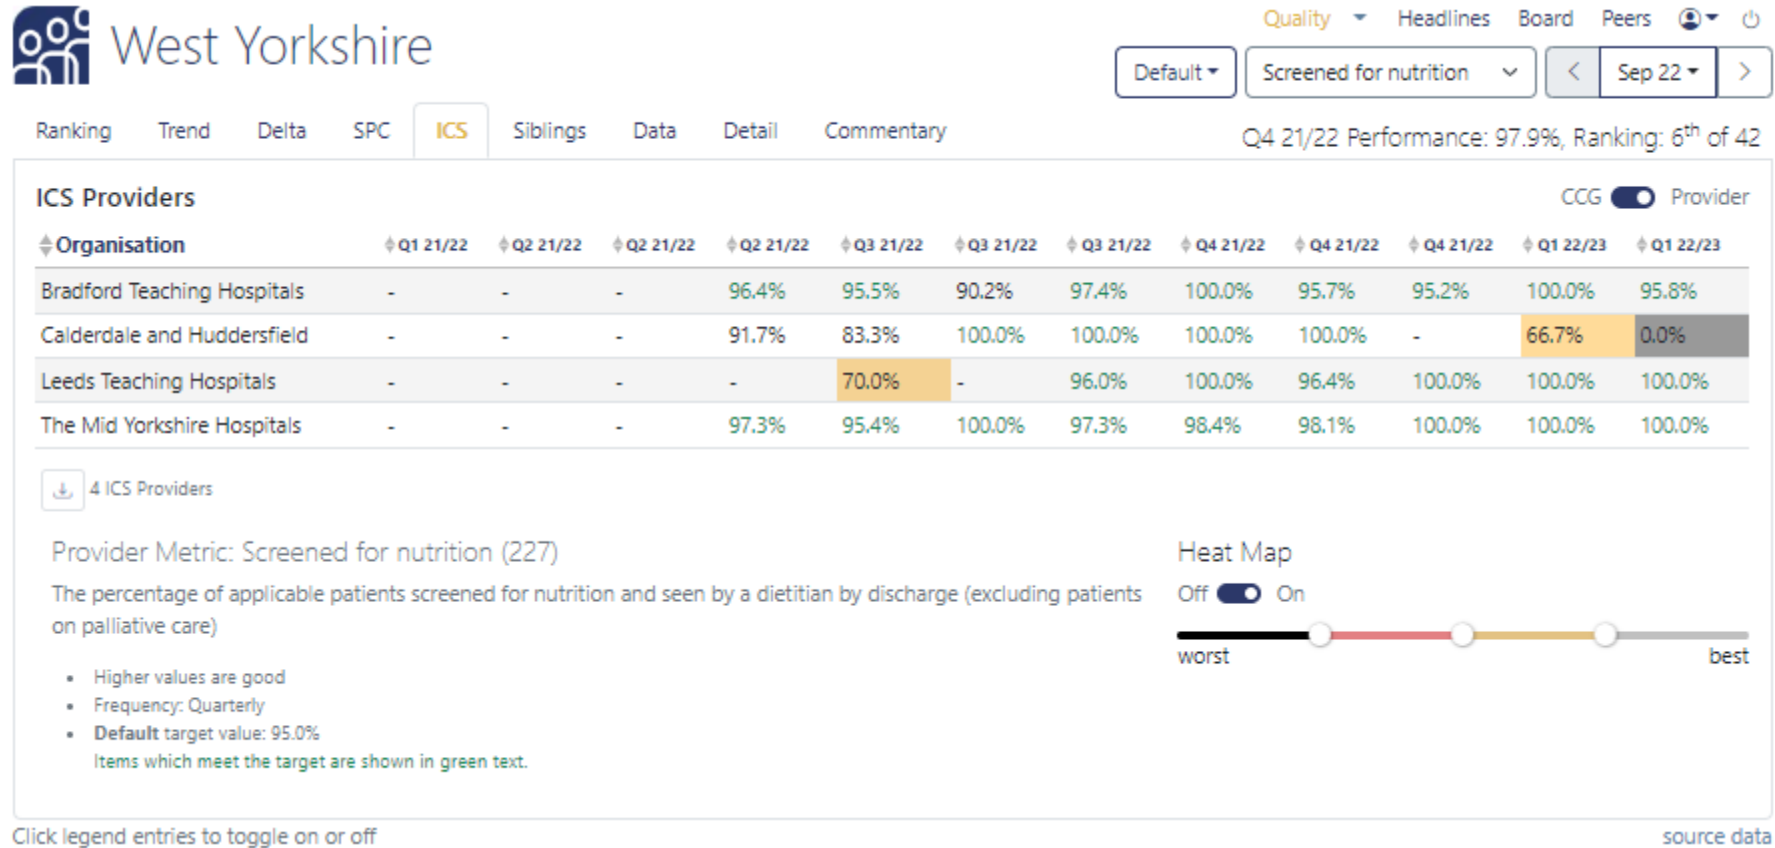 West Yorkshire
Quality Headlines Board Peers
Default Screened for nutrition Sep 22
Ranking Trend Delta SPC ICS Siblings Data Detail Commentary
Q4 21/22 Performance: 97.9%, Ranking: 6th of 42
ICS Providers
CCG Provider
Organisation Q1 21/22 Q2 21/22 Q2 21/22 Q2 21/22 Q3 21/22 Q3 21/22 Q3 21/22 Q4 21/22 Q4 21/22 Q4 21/22 Q1 22/23 Q1 22/23
Bradford Teaching Hospitals - - - 96.4% 95.5% 90.2% 97.4% 100.0% 95.7% 95.2% 100.0% 95.8%
Calderdale and Huddersfield - - - 91.7% 83.3% 100.0% 100.0% 100.0% 100.0% - 66.7% 0.0%
Leeds Teaching Hospitals - - - - 70.0% - 96.0% 100.0% 96.4% 100.0% 100.0% 100.0%
The Mid Yorkshire Hospitals - - - 97.3% 95.4% 100.0% 97.3% 98.4% 98.1% 100.0% 100.0% 100.0%
4 ICS Providers
Provider Metric: Screened for nutrition (227)
The percentage of applicable patients screened for nutrition and seen by a dietitian by discharge (excluding patients
on palliative care)
• Higher values are good
• Frequency: Quarterly
• Default target value: 95.0%
Items which meet the target are shown in green text.
Heat Map
Off On
worst best
Click legend entries to toggle on or off
source data